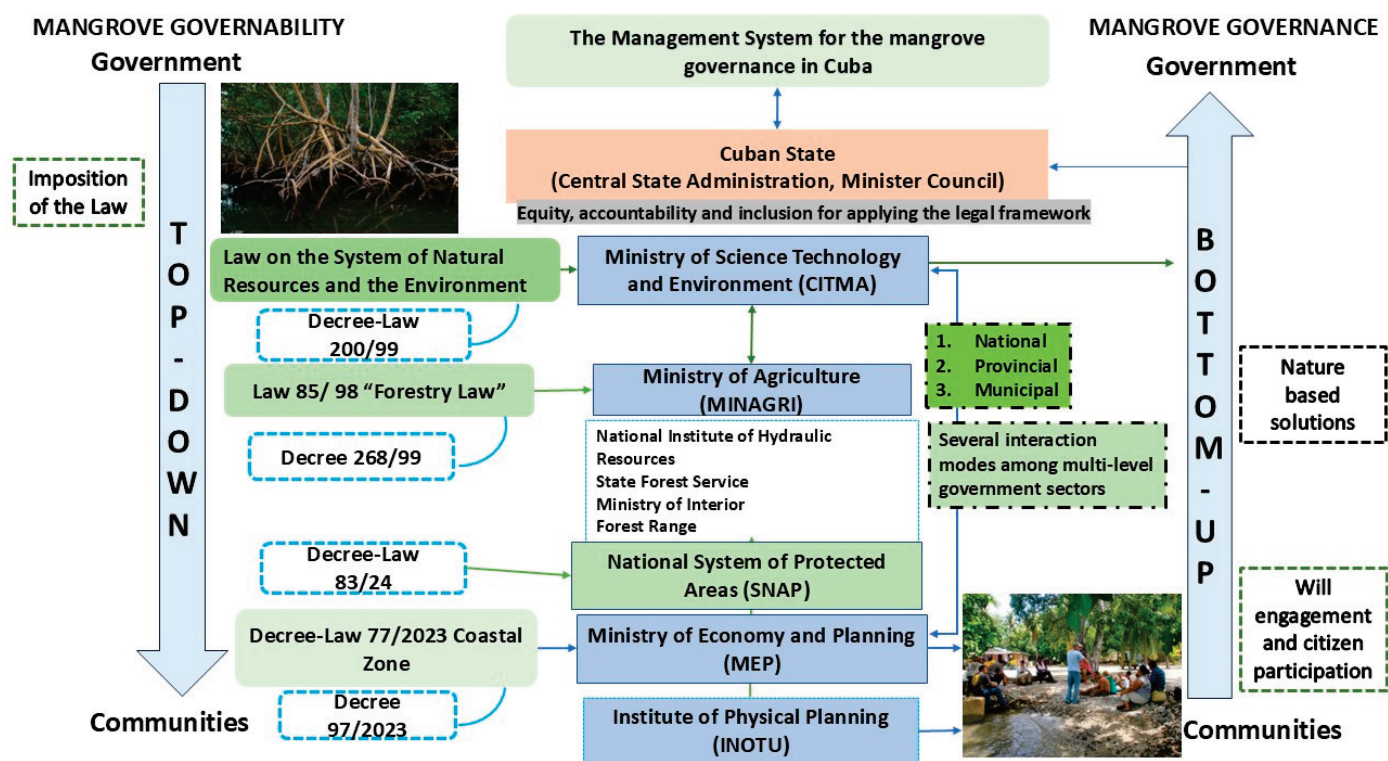 MANGROVE GOVERNABILITY
Government
Imposition
of the Law
TOP-DOWN
Communities
The Management System for the mangrove
governance in Cuba
Cuban State
(Central State Administration, Minister Council)
Equity, accountability and inclusion for applying the legal framework
Law on the System of Natural
Resources and the Environment
Decree-Law
200/99
Law 85/ 98 “Forestry Law”
Decree 268/99
Decree-Law
83/24
Decree-Law 77/2023 Coastal
Zone
Decree
97/2023
Ministry of Science Technology
and Environment (CITMA)
Ministry of Agriculture
(MINAGRI)
National Institute of Hydraulic
Resources
State Forest Service
Ministry of Interior
Forest Range
National System of Protected
Areas (SNAP)
Ministry of Economy and Planning
(MEP)
Institute of Physical Planning
(INOTU)
1. National
2. Provincial
3. Municipal
Several interaction
modes among multi-level
government sectors
MANGROVE GOVERNANCE
Government
BOTTOM-UP
Nature
based
solutions
Will
engagement
and citizen
participation
Communities